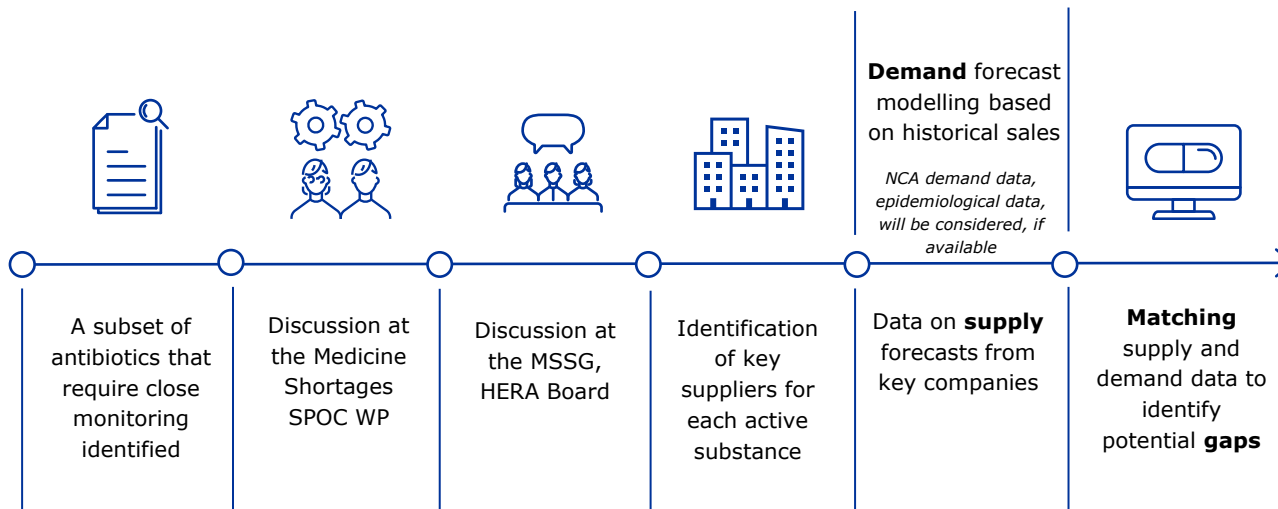 A subset of
antibiotics that
require close
monitoring
identified
Discussion at
the Medicine
Shortages
SPOC WP
Discussion at
the MSSG,
HERA Board
Identification
of key
suppliers for
each active
substance
Demand forecast
modelling based
on historical sales
NCA demand data,
epidemiological data,
will be considered, if
available
Data on supply
forecasts from
key companies
Matching
supply and
demand data to
identify
potential gaps